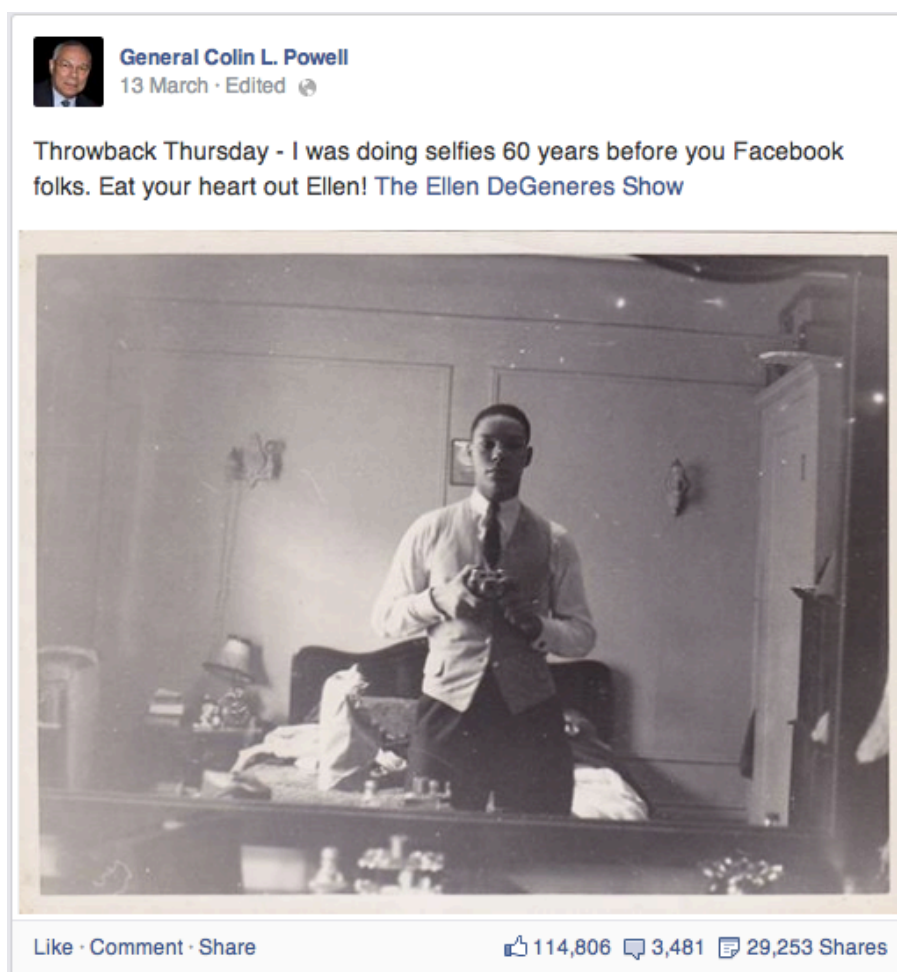 General Colin L. Powell
13 March · Edited
Throwback Thursday - I was doing selfies 60 years before you Facebook
folks. Eat your heart out Ellen! The Ellen DeGeneres Show
Like · Comment · Share 114,806 3,481 29,253 Shares